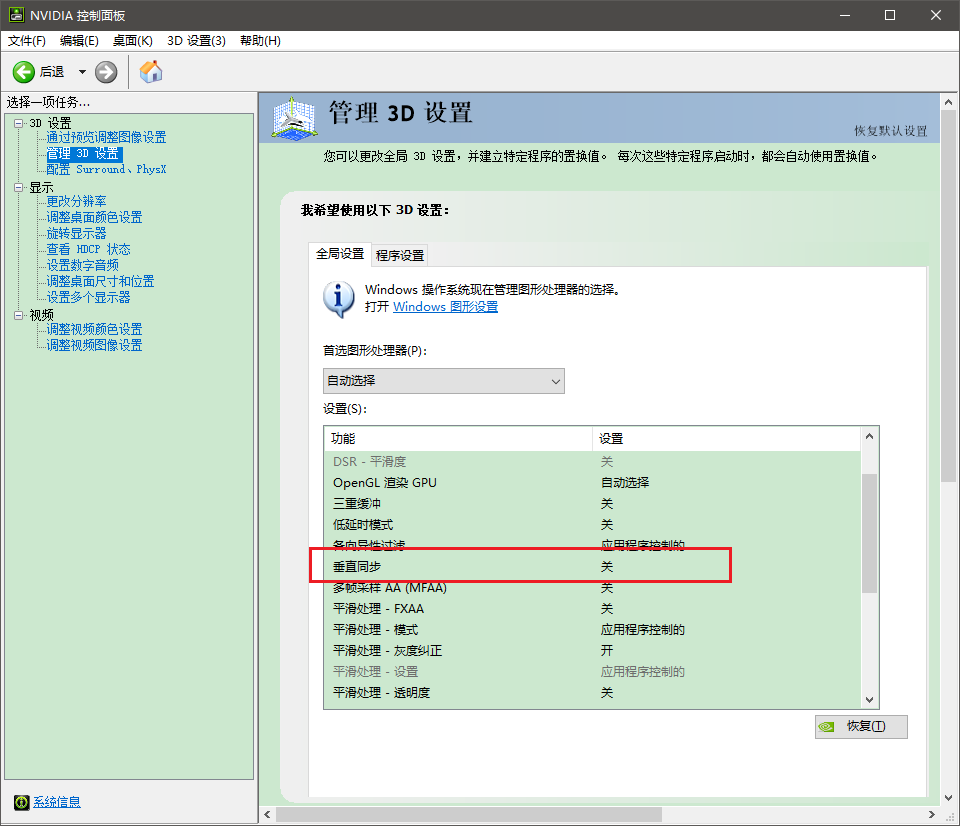 NVIDIA 控制面板
文件(F) 编辑(E) 桌面(K) 3D 设置(3) 帮助(H)
后退
选择一项任务...
3D 设置
通过预览调整图像设置
管理 3D 设置
配置 Surround、PhysX
显示
更改分辨率
调整桌面颜色设置
旋转显示器
查看 HDCP 状态
设置数字音频
调整桌面尺寸和位置
设置多个显示器
视频
调整视频颜色设置
调整视频图像设置
系统信息
管理 3D 设置
恢复默认设置
您可以更改全局 3D 设置，并建立特定程序的置换值。 每次这些特定程序启动时，都会自动使用置换值。
我希望使用以下 3D 设置:
全局设置 程序设置
Windows 操作系统现在管理图形处理器的选择。
打开 Windows 图形设置
首选图形处理器(P):
自动选择
设置(S):
功能 设置
DSR - 平滑度 关
OpenGL 渲染 GPU 自动选择
三重缓冲 关
低延时模式 关
各向异性过滤 应用程序控制的
垂直同步 关
多帧采样 AA (MFAA) 关
平滑处理 - FXAA 关
平滑处理 - 模式 应用程序控制的
平滑处理 - 灰度纠正 开
平滑处理 - 设置 应用程序控制的
平滑处理 - 透明度 关
恢复(T)